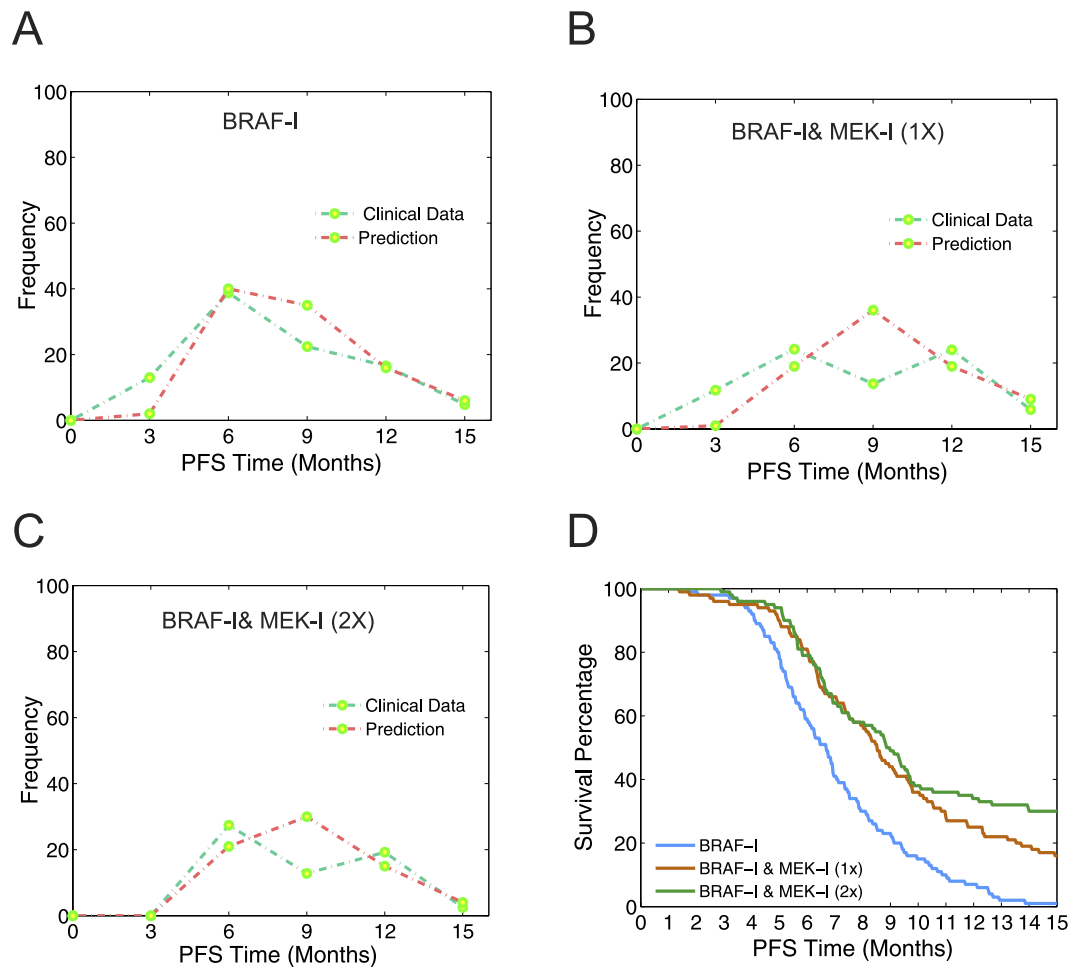 A
100
80
60
40
20
0
Frequency
BRAF-I
Clinical Data
Prediction
0 3 6 9 12 15
PFS Time (Months)
B
100
80
60
40
20
0
Frequency
BRAF-I& MEK-I (1X)
Clinical Data
Prediction
0 3 6 9 12 15
PFS Time (Months)
C
100
80
60
40
20
0
Frequency
BRAF-I& MEK-I (2X)
Clinical Data
Prediction
0 3 6 9 12 15
PFS Time (Months)
D
100
80
60
40
20
0
Survival Percentage
BRAF-I
BRAF-I & MEK-I (1x)
BRAF-I & MEK-I (2x)
0 1 2 3 4 5 6 7 8 9 10 11 12 13 14 15
PFS Time (Months)